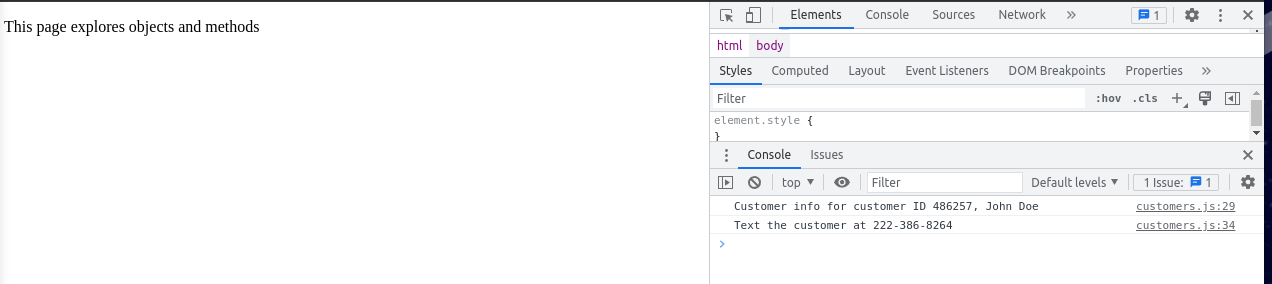 This page explores objects and methods
Elements Console Sources Network » 1
html body
Styles Computed Layout Event Listeners DOM Breakpoints Properties »
Filter :hov .cls +
element.style {
}
Console Issues
top Filter Default levels 1 Issue: 1
Customer info for customer ID 486257, John Doe customers.js:29
Text the customer at 222-386-8264 customers.js:34
>